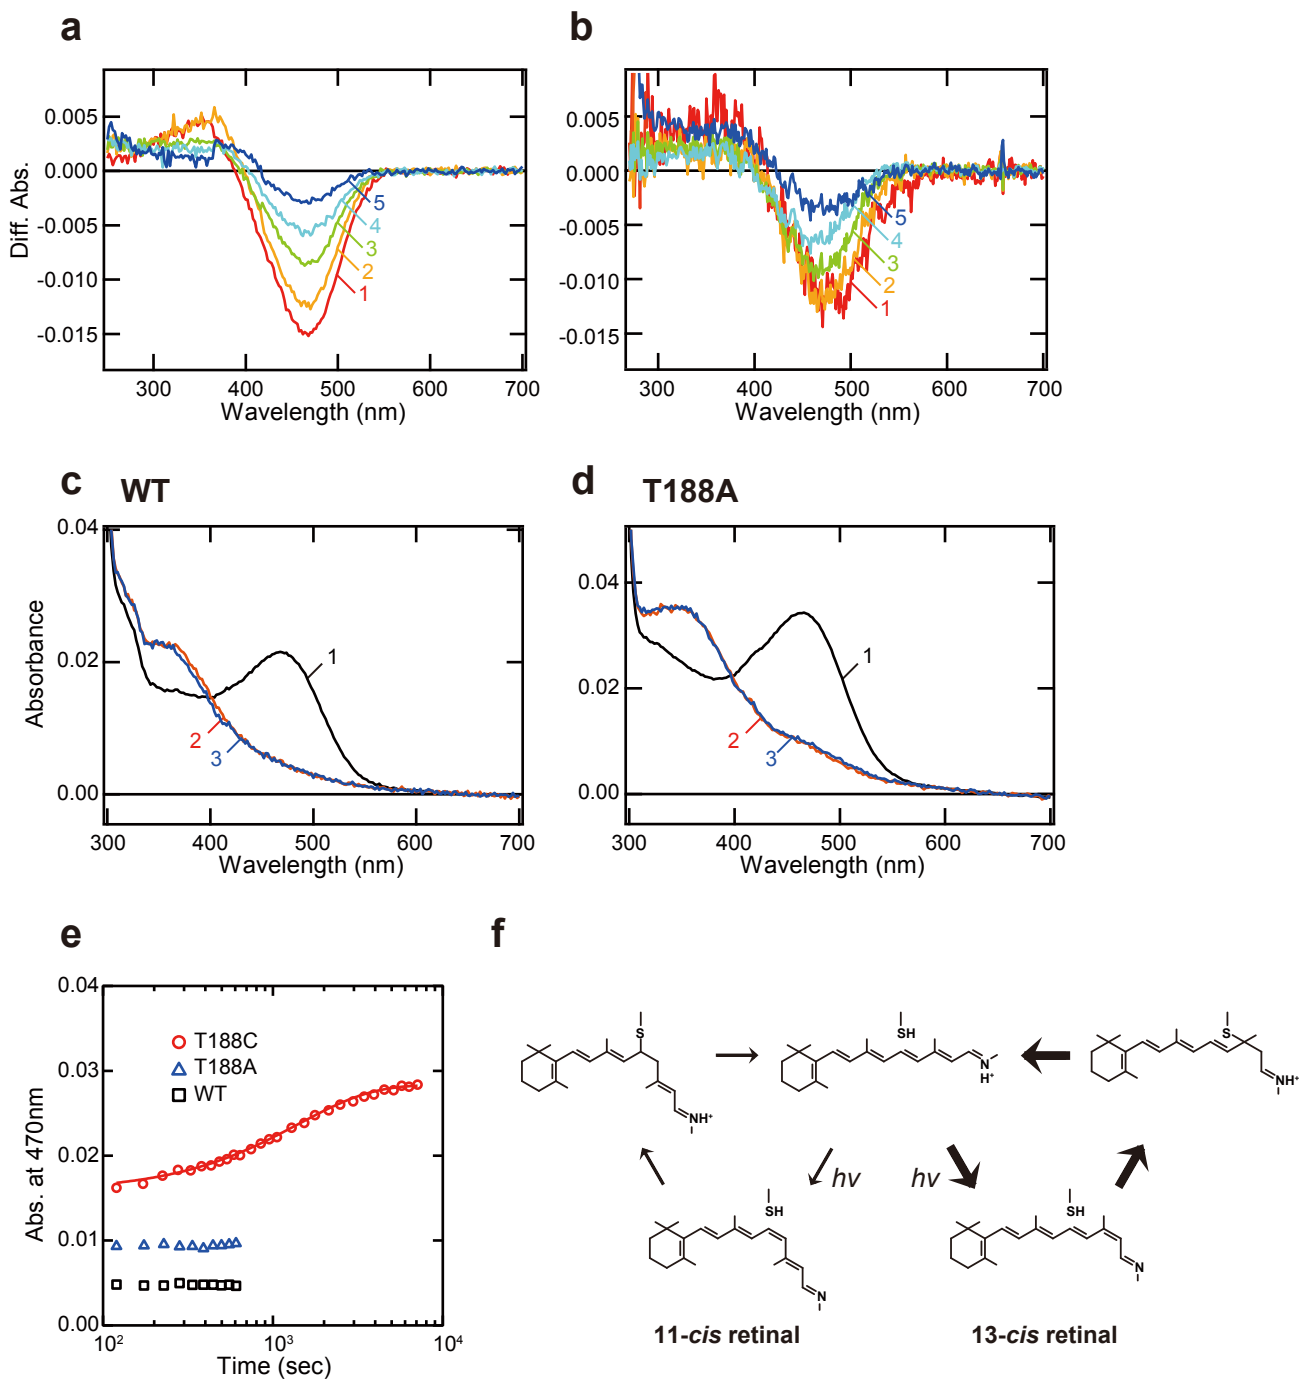 a
0.005
0.000
-0.005
-0.010
-0.015
Diff. Abs.
5
4
3
2
1
300 400 500 600 700
Wavelength (nm)
b
0.005
0.000
-0.005
-0.010
-0.015
5
4
3
2
1
300 400 500 600 700
Wavelength (nm)
c WT
0.04
0.02
0.00
Absorbance
1
2
3
300 400 500 600 700
Wavelength (nm)
d T188A
0.04
0.02
0.00
1
2
3
300 400 500 600 700
Wavelength (nm)
e
0.04
0.03
0.02
0.01
0.00
Abs. at 470nm
T188C
T188A
WT
10² 10³ 10⁴
Time (sec)
f
S
NH⁺
SH
N
H⁺
S
NH⁺
hν
hν
SH
N
11-cis retinal
SH
N
13-cis retinal